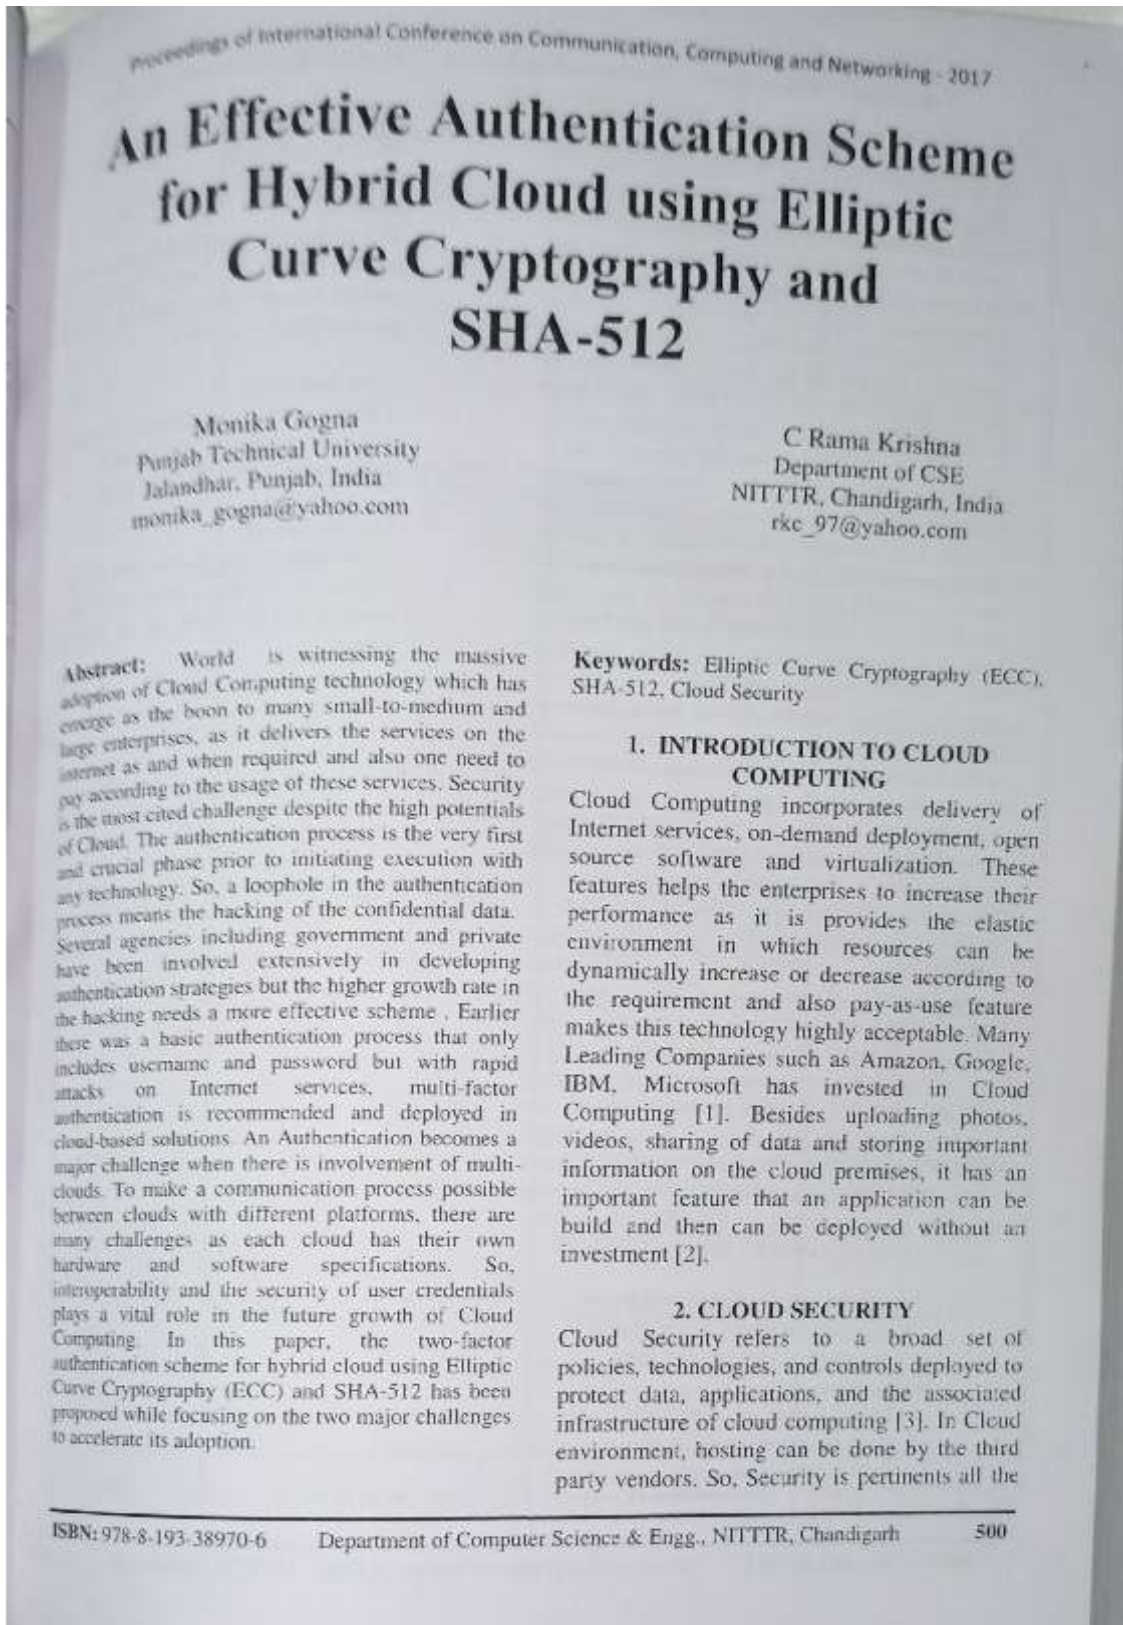 Proceedings of International Conference on Communication, Computing and Networking - 2017
An Effective Authentication Scheme
for Hybrid Cloud using Elliptic
Curve Cryptography and
SHA-512
Monika Gogna
Punjab Technical University
Jalandhar, Punjab, India
monika_gogna@yahoo.com
C Rama Krishna
Department of CSE
NITTTR, Chandigarh, India
rkc_97@yahoo.com
Abstract: World is witnessing the massive
adoption of Cloud Computing technology which has
emerge as the boon to many small-to-medium and
large enterprises, as it delivers the services on the
internet as and when required and also one need to
pay according to the usage of these services. Security
is the most cited challenge despite the high potentials
of Cloud. The authentication process is the very first
and crucial phase prior to initiating execution with
any technology. So, a loophole in the authentication
process means the hacking of the confidential data.
Several agencies including government and private
have been involved extensively in developing
authentication strategies but the higher growth rate in
the hacking needs a more effective scheme . Earlier
there was a basic authentication process that only
includes username and password but with rapid
attacks on Internet services, multi-factor
authentication is recommended and deployed in
cloud-based solutions. An Authentication becomes a
major challenge when there is involvement of multi-
clouds. To make a communication process possible
between clouds with different platforms, there are
many challenges as each cloud has their own
hardware and software specifications. So,
interoperability and the security of user credentials
plays a vital role in the future growth of Cloud
Computing. In this paper, the two-factor
authentication scheme for hybrid cloud using Elliptic
Curve Cryptography (ECC) and SHA-512 has been
proposed while focusing on the two major challenges
to accelerate its adoption.
Keywords: Elliptic Curve Cryptography (ECC),
SHA-512, Cloud Security
1. INTRODUCTION TO CLOUD
COMPUTING
Cloud Computing incorporates delivery of
Internet services, on-demand deployment, open
source software and virtualization. These
features helps the enterprises to increase their
performance as it is provides the elastic
environment in which resources can be
dynamically increase or decrease according to
the requirement and also pay-as-use feature
makes this technology highly acceptable. Many
Leading Companies such as Amazon, Google,
IBM, Microsoft has invested in Cloud
Computing [1]. Besides uploading photos,
videos, sharing of data and storing important
information on the cloud premises, it has an
important feature that an application can be
build and then can be deployed without an
investment [2].
2. CLOUD SECURITY
Cloud Security refers to a broad set of
policies, technologies, and controls deployed to
protect data, applications, and the associated
infrastructure of cloud computing [3]. In Cloud
environment, hosting can be done by the third
party vendors. So, Security is pertinents all the
ISBN: 978-8-193-38970-6 Department of Computer Science & Engg., NITTTR, Chandigarh 500